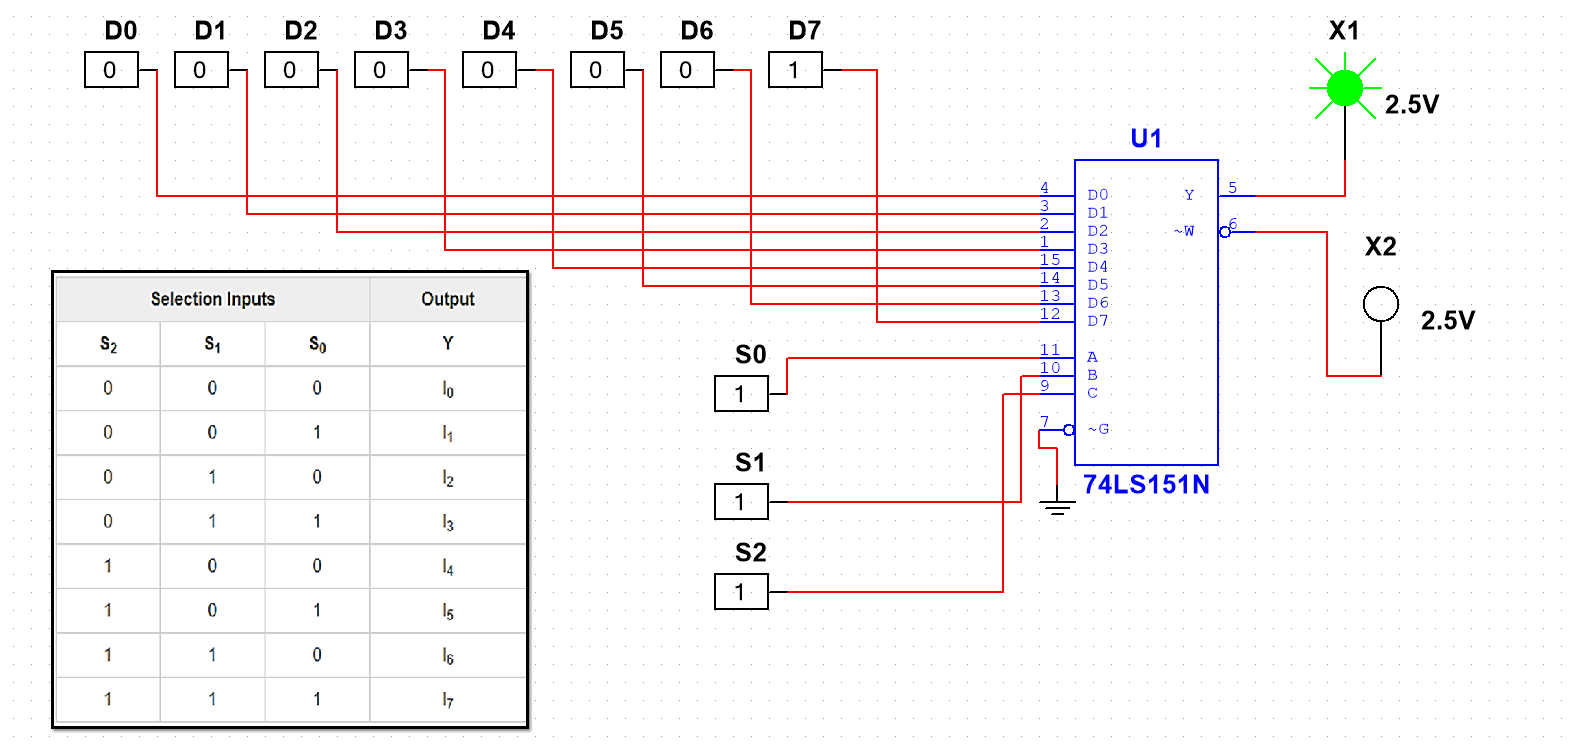 D0 D1 D2 D3 D4 D5 D6 D7 X1
0 0 0 0 0 0 0 1
2.5V
U1
4 D0 Y 5
3 D1
2 D2 ~W 6
1 D3
15 D4
14 D5
13 D6
12 D7
11 A
10 B
9 C
7 ~G
74LS151N
X2
2.5V
S0
1
S1
1
S2
1
Selection Inputs Output
S2 S1 S0 Y
0 0 0 I0
0 0 1 I1
0 1 0 I2
0 1 1 I3
1 0 0 I4
1 0 1 I5
1 1 0 I6
1 1 1 I7